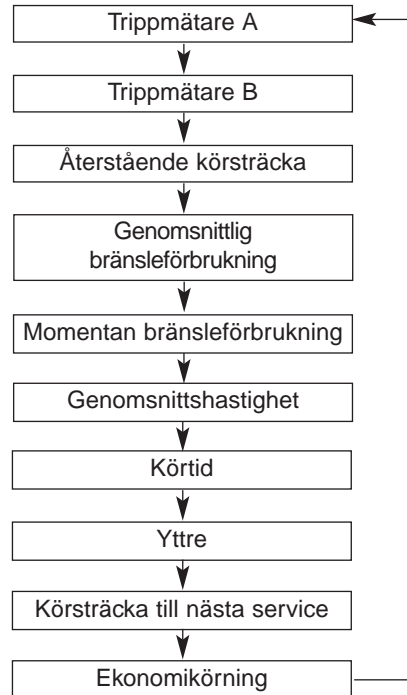 Trippmätare A
Trippmätare B
Återstående körsträcka
Genomsnittlig
bränsleförbrukning
Momentan bränsleförbrukning
Genomsnittshastighet
Körtid
Yttre
Körsträcka till nästa service
Ekonomikörning